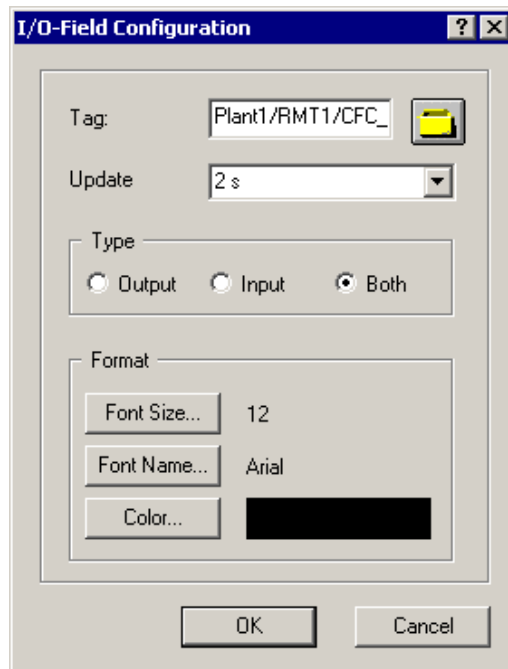 I/O-Field Configuration
Tag: Plant1/RMT1/CFC_
Update 2 s
Type
Output Input Both
Format
Font Size... 12
Font Name... Arial
Color...
OK Cancel